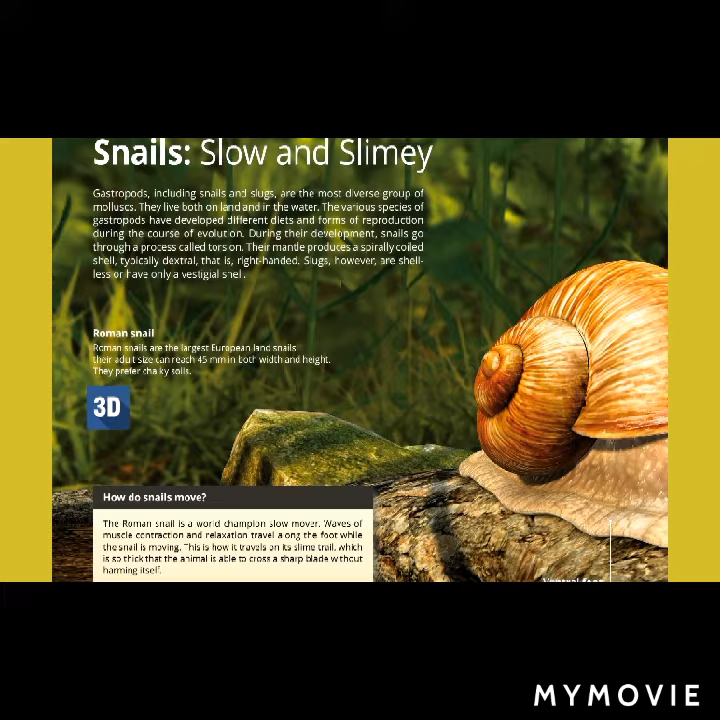 Snails: Slow and Slimey
Gastropods, including snails and slugs, are the most diverse group of
molluscs. They live both on land and in the water. The various species of
gastropods have developed different diets and forms of reproduction
during the course of evolution. During their development, snails go
through a process called torsion. Their mantle produces a spirally coiled
shell, typically dextral, that is, right-handed. Slugs, however, are shell-
less or have only a vestigial shell.
Roman snail
Roman snails are the largest European land snails
their adult size can reach 45 mm in both width and height.
They prefer chalky soils.
3D
How do snails move?
The Roman snail is a world champion slow mover. Waves of
muscle contraction and relaxation travel along the foot while
the snail is moving. This is how it travels on its slime trail, which
is so thick that the animal is able to cross a sharp blade without
harming itself.
Ventral foot
MYMOVIE